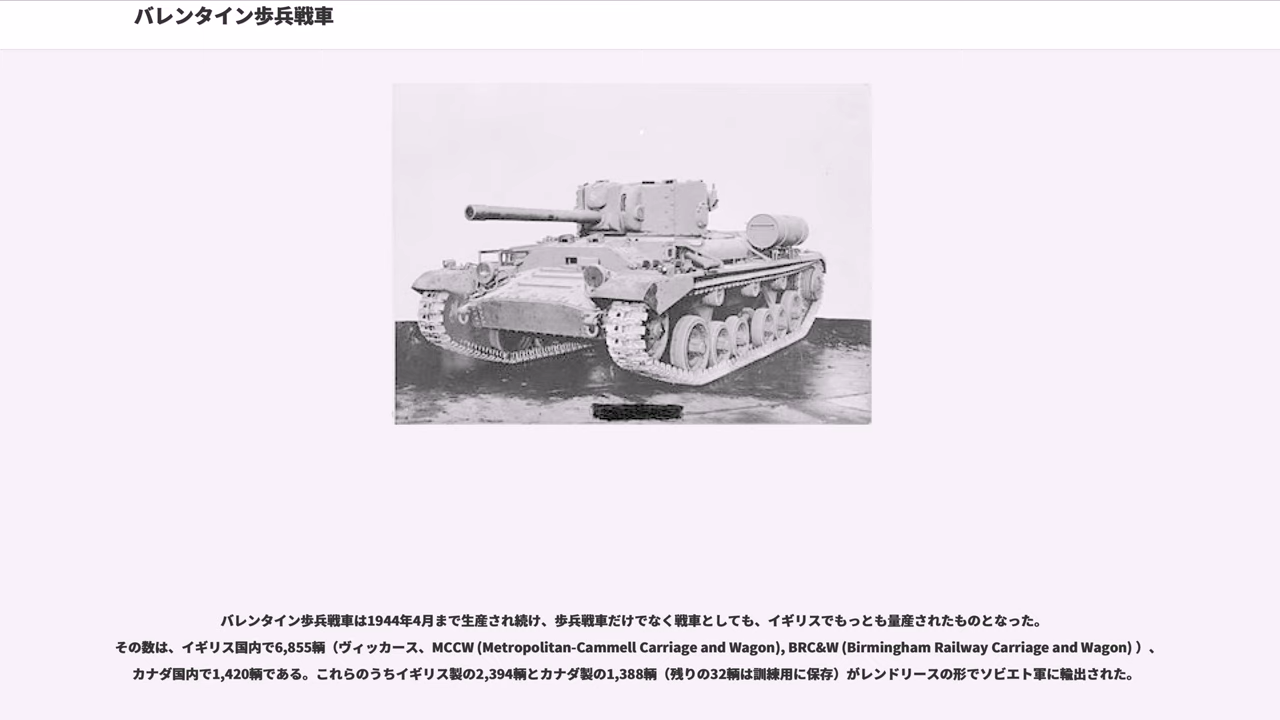 バレンタイン歩兵戦車
バレンタイン歩兵戦車は1944年4月まで生産され続け、歩兵戦車だけでなく戦車としても、イギリスでもっとも量産されたものとなった。
その数は、イギリス国内で6,855輌（ヴィッカース、MCCW (Metropolitan-Cammell Carriage and Wagon), BRC&W (Birmingham Railway Carriage and Wagon) ）、
カナダ国内で1,420輌である。これらのうちイギリス製の2,394輌とカナダ製の1,388輌（残りの32輌は訓練用に保存）がレンドリースの形でソビエト軍に輸出された。